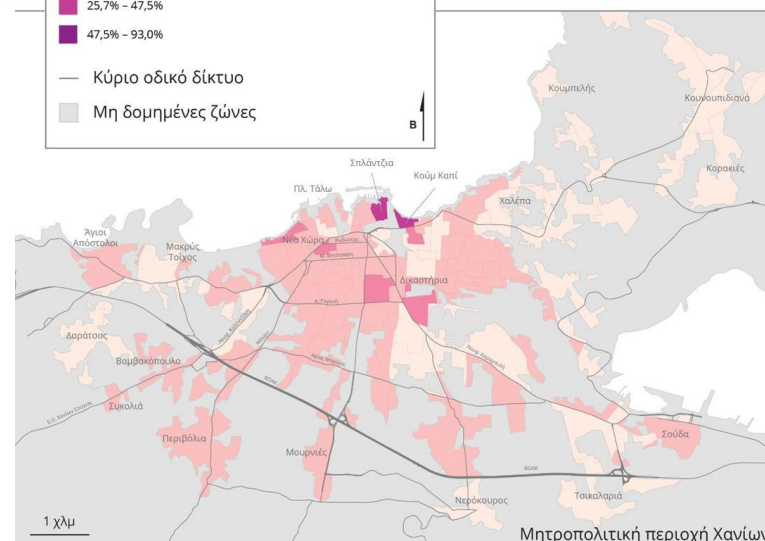 25,7% – 47,5%
47,5% – 93,0%
Κύριο οδικό δίκτυο
Μη δομημένες ζώνες
Β
Κουμπελής
Κουνουπιδιανά
Σπλάντζια
Κορακιές
Κούμ Καπί
Πλ. Τάλω
Χαλέπα
Άγιοι
Απόστολοι
Μακρύς
Τοίχος
Νέα Χώρα
Δικαστήρια
Δαράτσος
Βαμβακόπουλο
Συκολιά
Περιβόλια
Μουρνιές
Σούδα
ΒΟΑΚ
ΒΟΑΚ
Νερόκουρος
Τσικαλαριά
1 χλμ
Μητροπολιτική περιοχή Χανίων